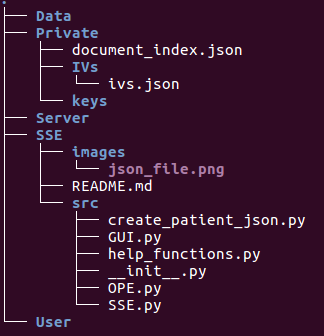 .
Data
Private
document_index.json
IVs
ivs.json
keys
Server
SSE
images
json_file.png
README.md
src
create_patient_json.py
GUI.py
help_functions.py
__init__.py
OPE.py
SSE.py
User